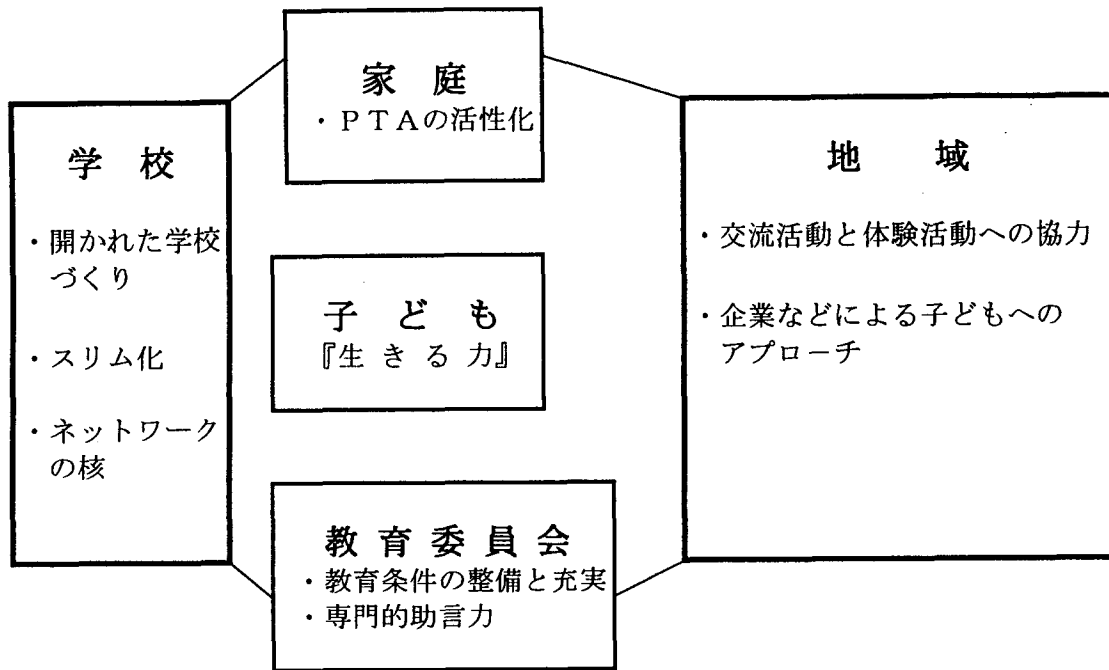 家 庭
・ＰＴＡの活性化
学 校
・開かれた学校
づくり
・スリム化
・ネットワーク
の核
子 ど も
『生 き る 力』
地 域
・交流活動と体験活動への協力
・企業などによる子どもへの
アプローチ
教 育 委 員 会
・教育条件の整備と充実
・専門的助言力